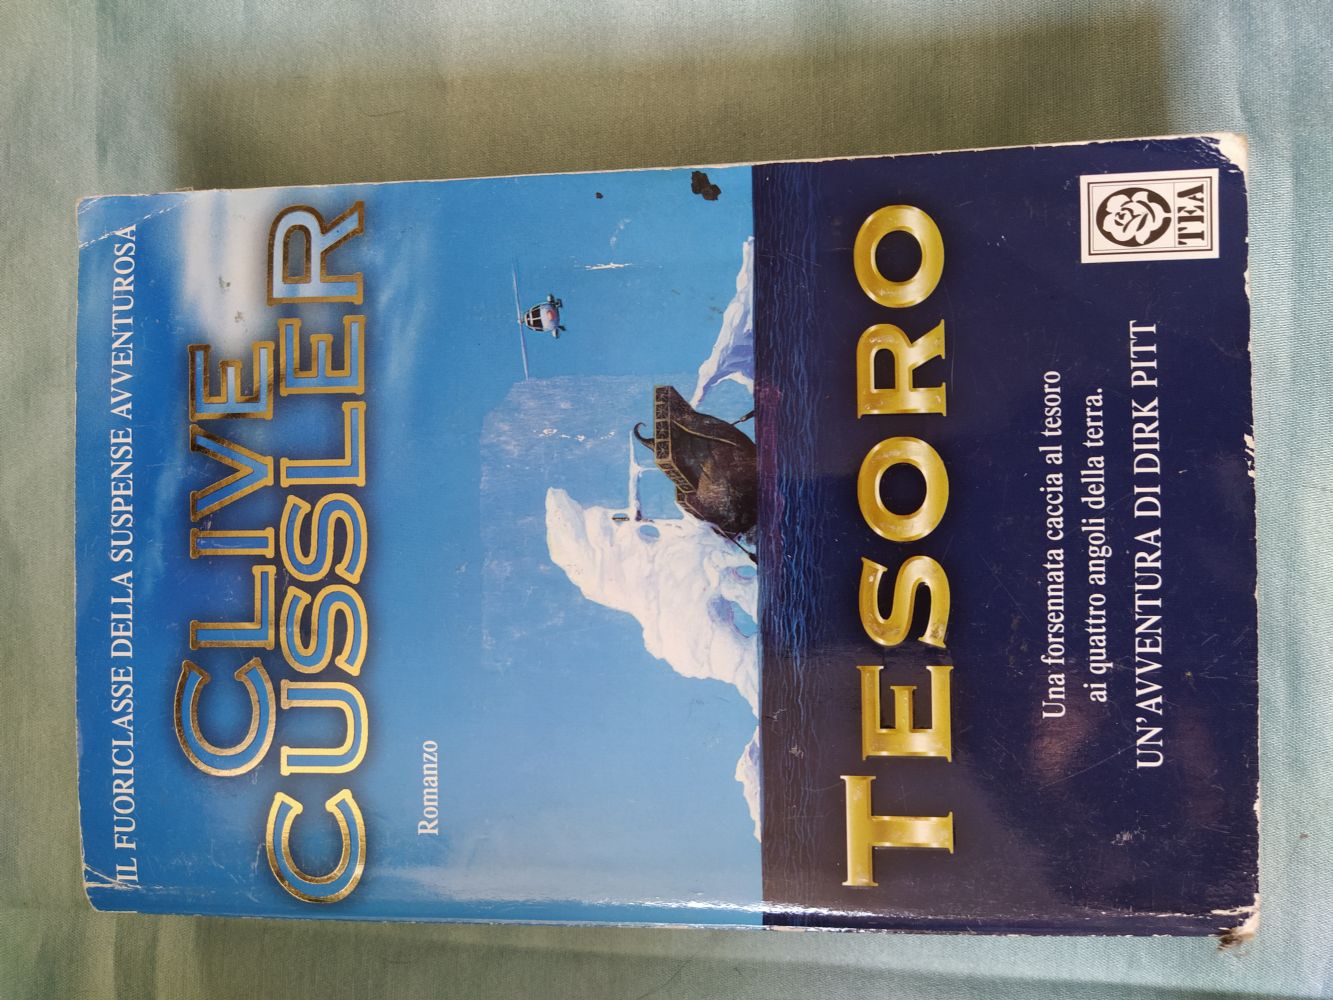 IL FUORICLASSE DELLA SUSPENSE AVVENTUROSA
CLIVE
CUSSLER
Romanzo
TESORO
Una forsennata caccia al tesoro
ai quattro angoli della terra.
UN'AVVENTURA DI DIRK PITT
TEA